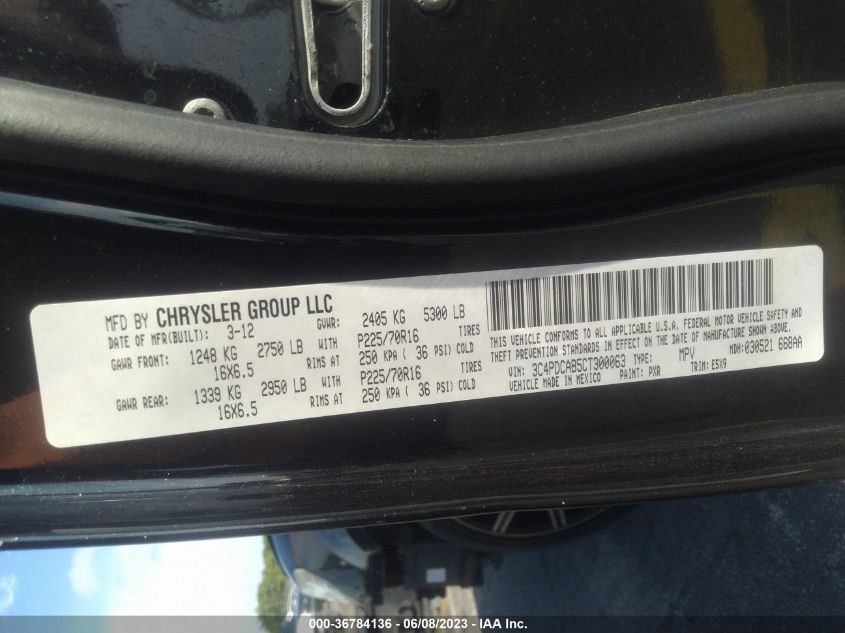 MFD BY CHRYSLER GROUP LLC
DATE OF MFR(BUILT): 3-12 GVWR: 2405 KG 5300 LB
GAWR FRONT: 1248 KG 2750 LB WITH P225/70R16 TIRES
16X6.5 RIMS AT 250 KPA ( 36 PSI) COLD
GAWR REAR: 1339 KG 2950 LB WITH P225/70R16 TIRES
16X6.5 RIMS AT 250 KPA ( 36 PSI) COLD
THIS VEHICLE CONFORMS TO ALL APPLICABLE U.S.A. FEDERAL MOTOR VEHICLE SAFETY AND
THEFT PREVENTION STANDARDS IN EFFECT ON THE DATE OF MANUFACTURE SHOWN ABOVE.
VIN: 3C4PDCAB5CT300063 TYPE: MPV MDH: 030521 668AA
VEHICLE MADE IN MEXICO PAINT: PXR TRIM: E5X9
000-36784136 - 06/08/2023 - IAA Inc.